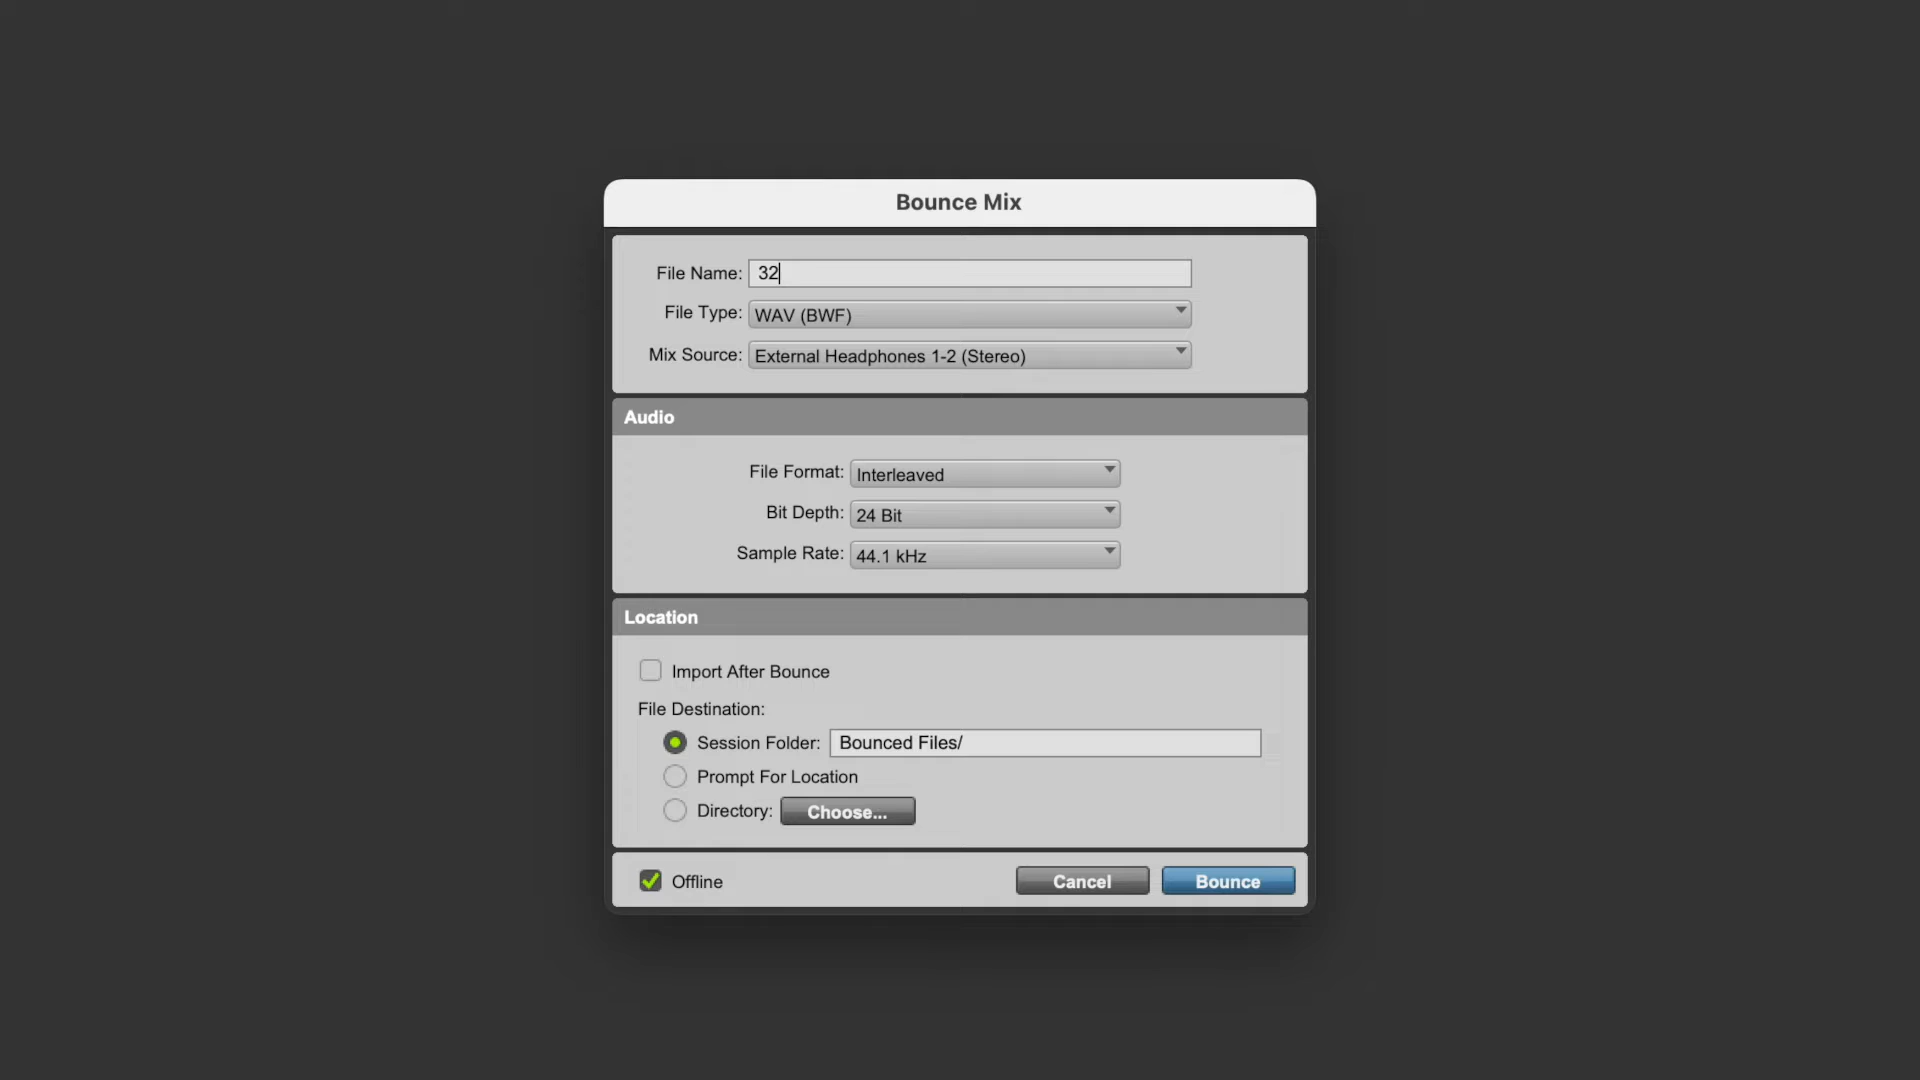 Bounce Mix
File Name: 32
File Type: WAV (BWF)
Mix Source: External Headphones 1-2 (Stereo)
Audio
File Format: Interleaved
Bit Depth: 24 Bit
Sample Rate: 44.1 kHz
Location
Import After Bounce
File Destination:
Session Folder: Bounced Files/
Prompt For Location
Directory: Choose...
Offline Cancel Bounce